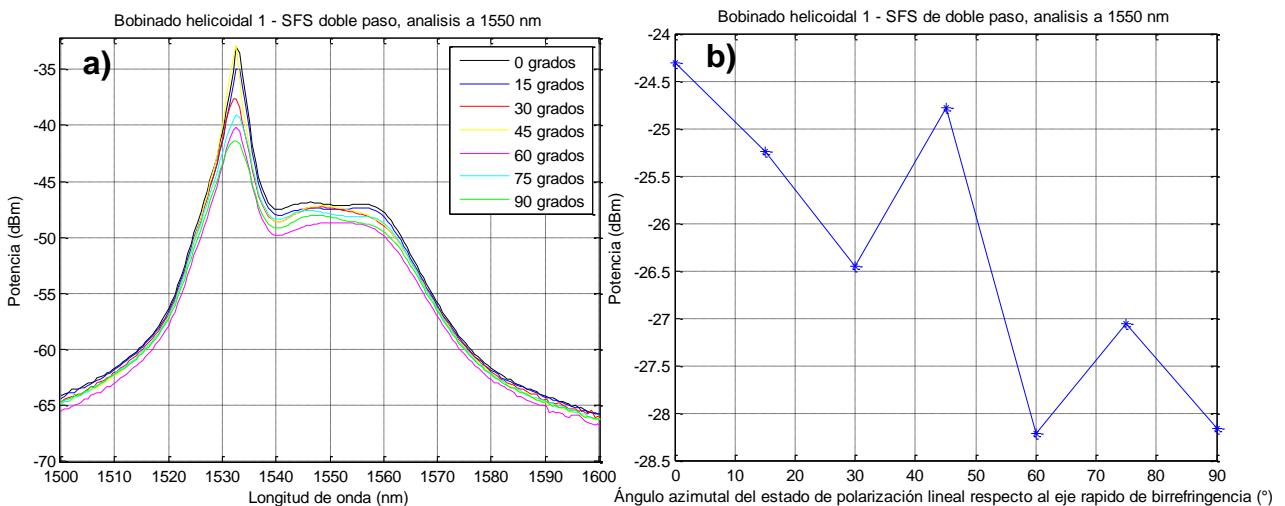 Bobinado helicoidal 1 - SFS doble paso, analisis a 1550 nm
a)
0 grados
15 grados
30 grados
45 grados
60 grados
75 grados
90 grados
-35
-40
-45
-50
-55
-60
-65
-70
Potencia (dBm)
1500 1510 1520 1530 1540 1550 1560 1570 1580 1590 1600
Longitud de onda (nm)
Bobinado helicoidal 1 - SFS de doble paso, analisis a 1550 nm
b)
-24
-24.5
-25
-25.5
-26
-26.5
-27
-27.5
-28
-28.5
Potencia (dBm)
0 10 20 30 40 50 60 70 80 90
Ángulo azimutal del estado de polarización lineal respecto al eje rapido de birrefringencia (°)